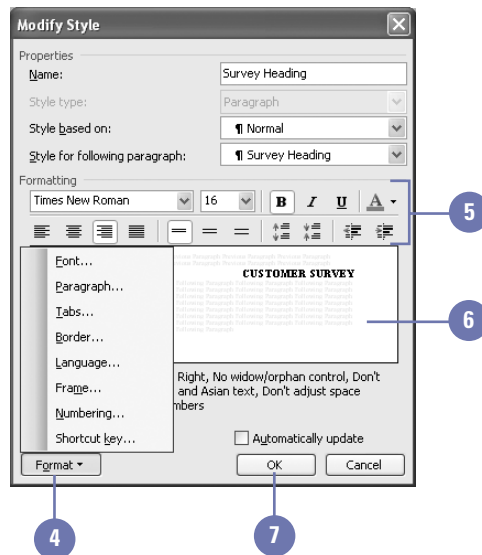 Modify Style
Properties
Name: Survey Heading
Style type: Paragraph
Style based on: ¶ Normal
Style for following paragraph: ¶ Survey Heading
Formatting
Times New Roman 16 B I U A
5
Font...
Paragraph...
Tabs...
Border...
Language...
Frame...
Numbering...
Shortcut key...
CUSTOMER SURVEY
6
Right, No widow/orphan control, Don't
and Asian text, Don't adjust space
mbers
Automatically update
Format OK Cancel
4 7